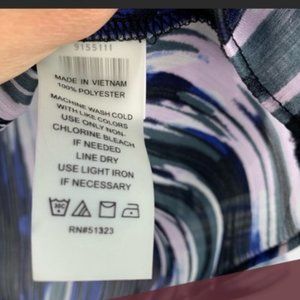 9155111
MADE IN VIETNAM
100% POLYESTER
MACHINE WASH COLD
WITH LIKE COLORS
USE ONLY NON-
CHLORINE BLEACH
IF NEEDED
LINE DRY
USE LIGHT IRON
IF NECESSARY
30C
RN#51323